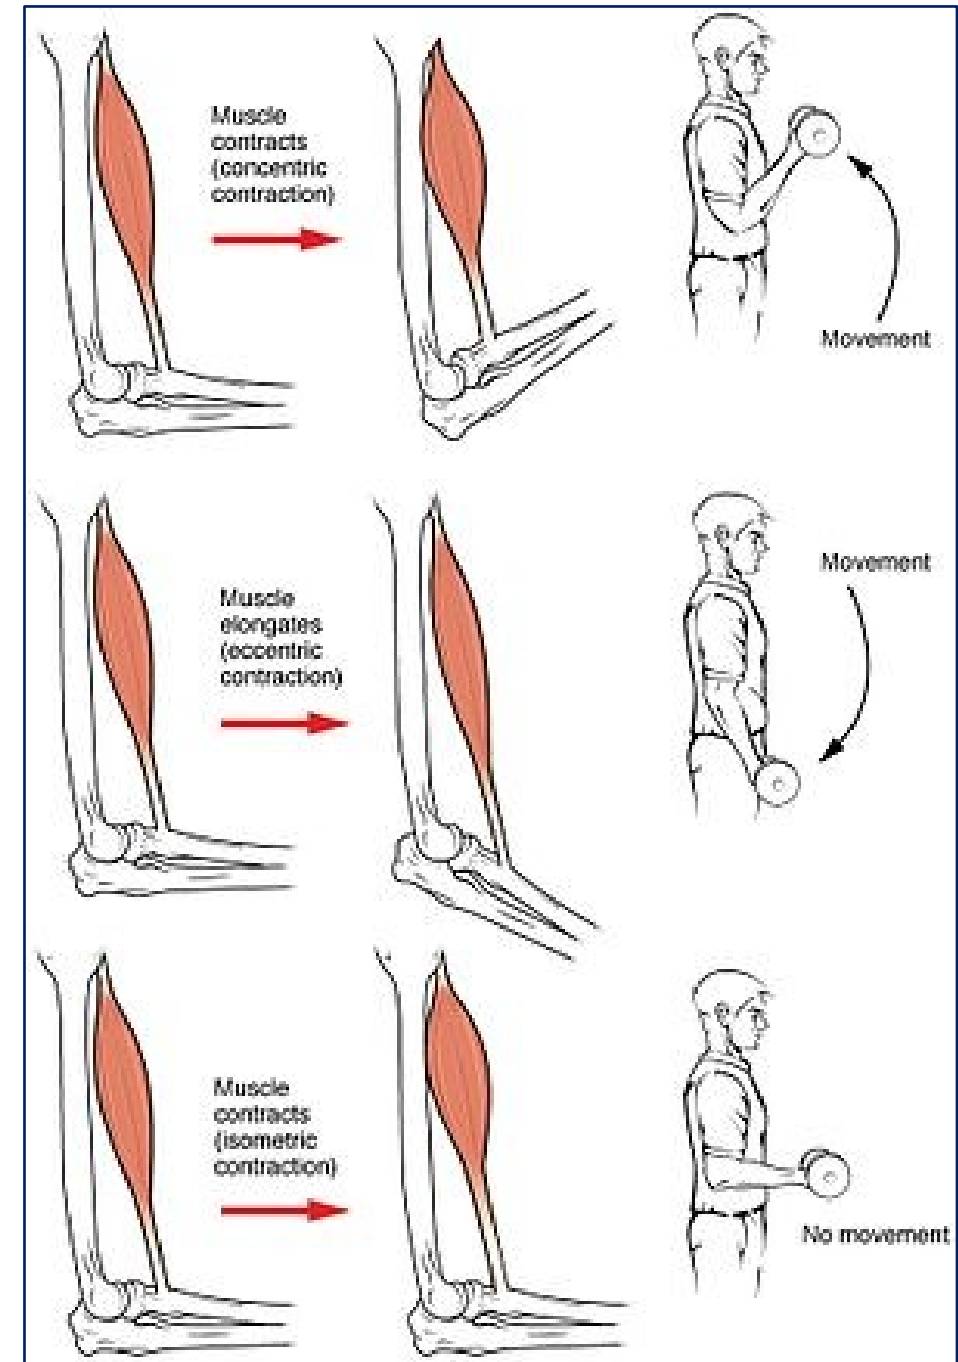 Muscle
contracts
(concentric
contraction)
Movement
Muscle
elongates
(eccentric
contraction)
Movement
Muscle
contracts
(isometric
contraction)
No movement